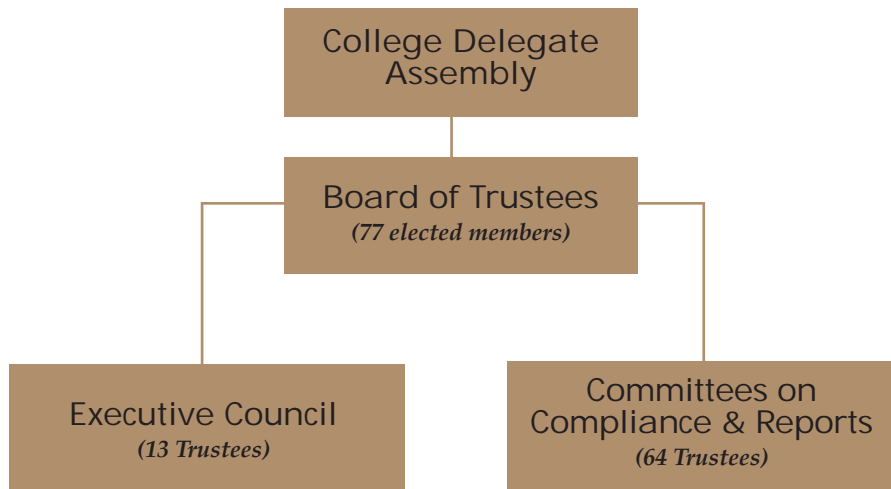 College Delegate
Assembly
Board of Trustees
(77 elected members)
Executive Council
(13 Trustees)
Committees on
Compliance & Reports
(64 Trustees)